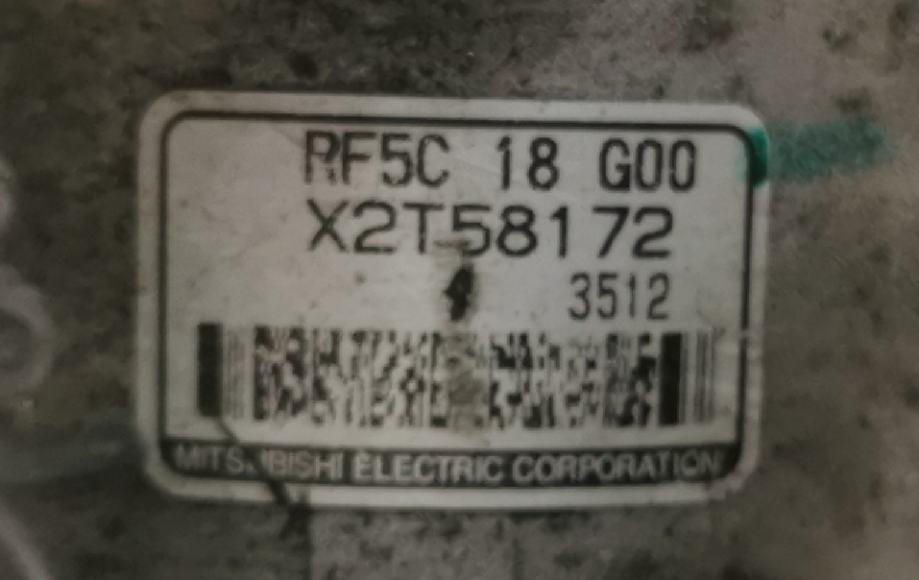 RF5C 18 G00
X2T58172
3512
MITSUBISHI ELECTRIC CORPORATION